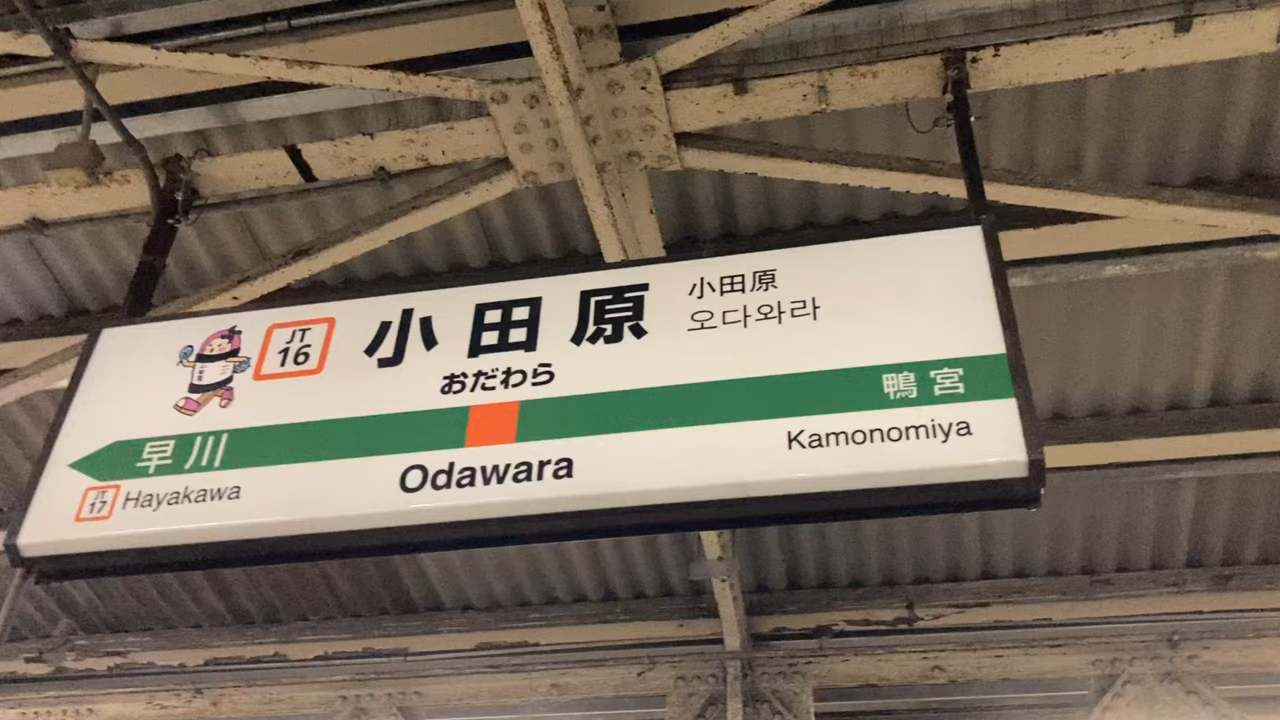 JT
16
小田原
小田原
오다와라
おだわら
早川
鴨宮
JT
17
Hayakawa
Odawara
Kamonomiya